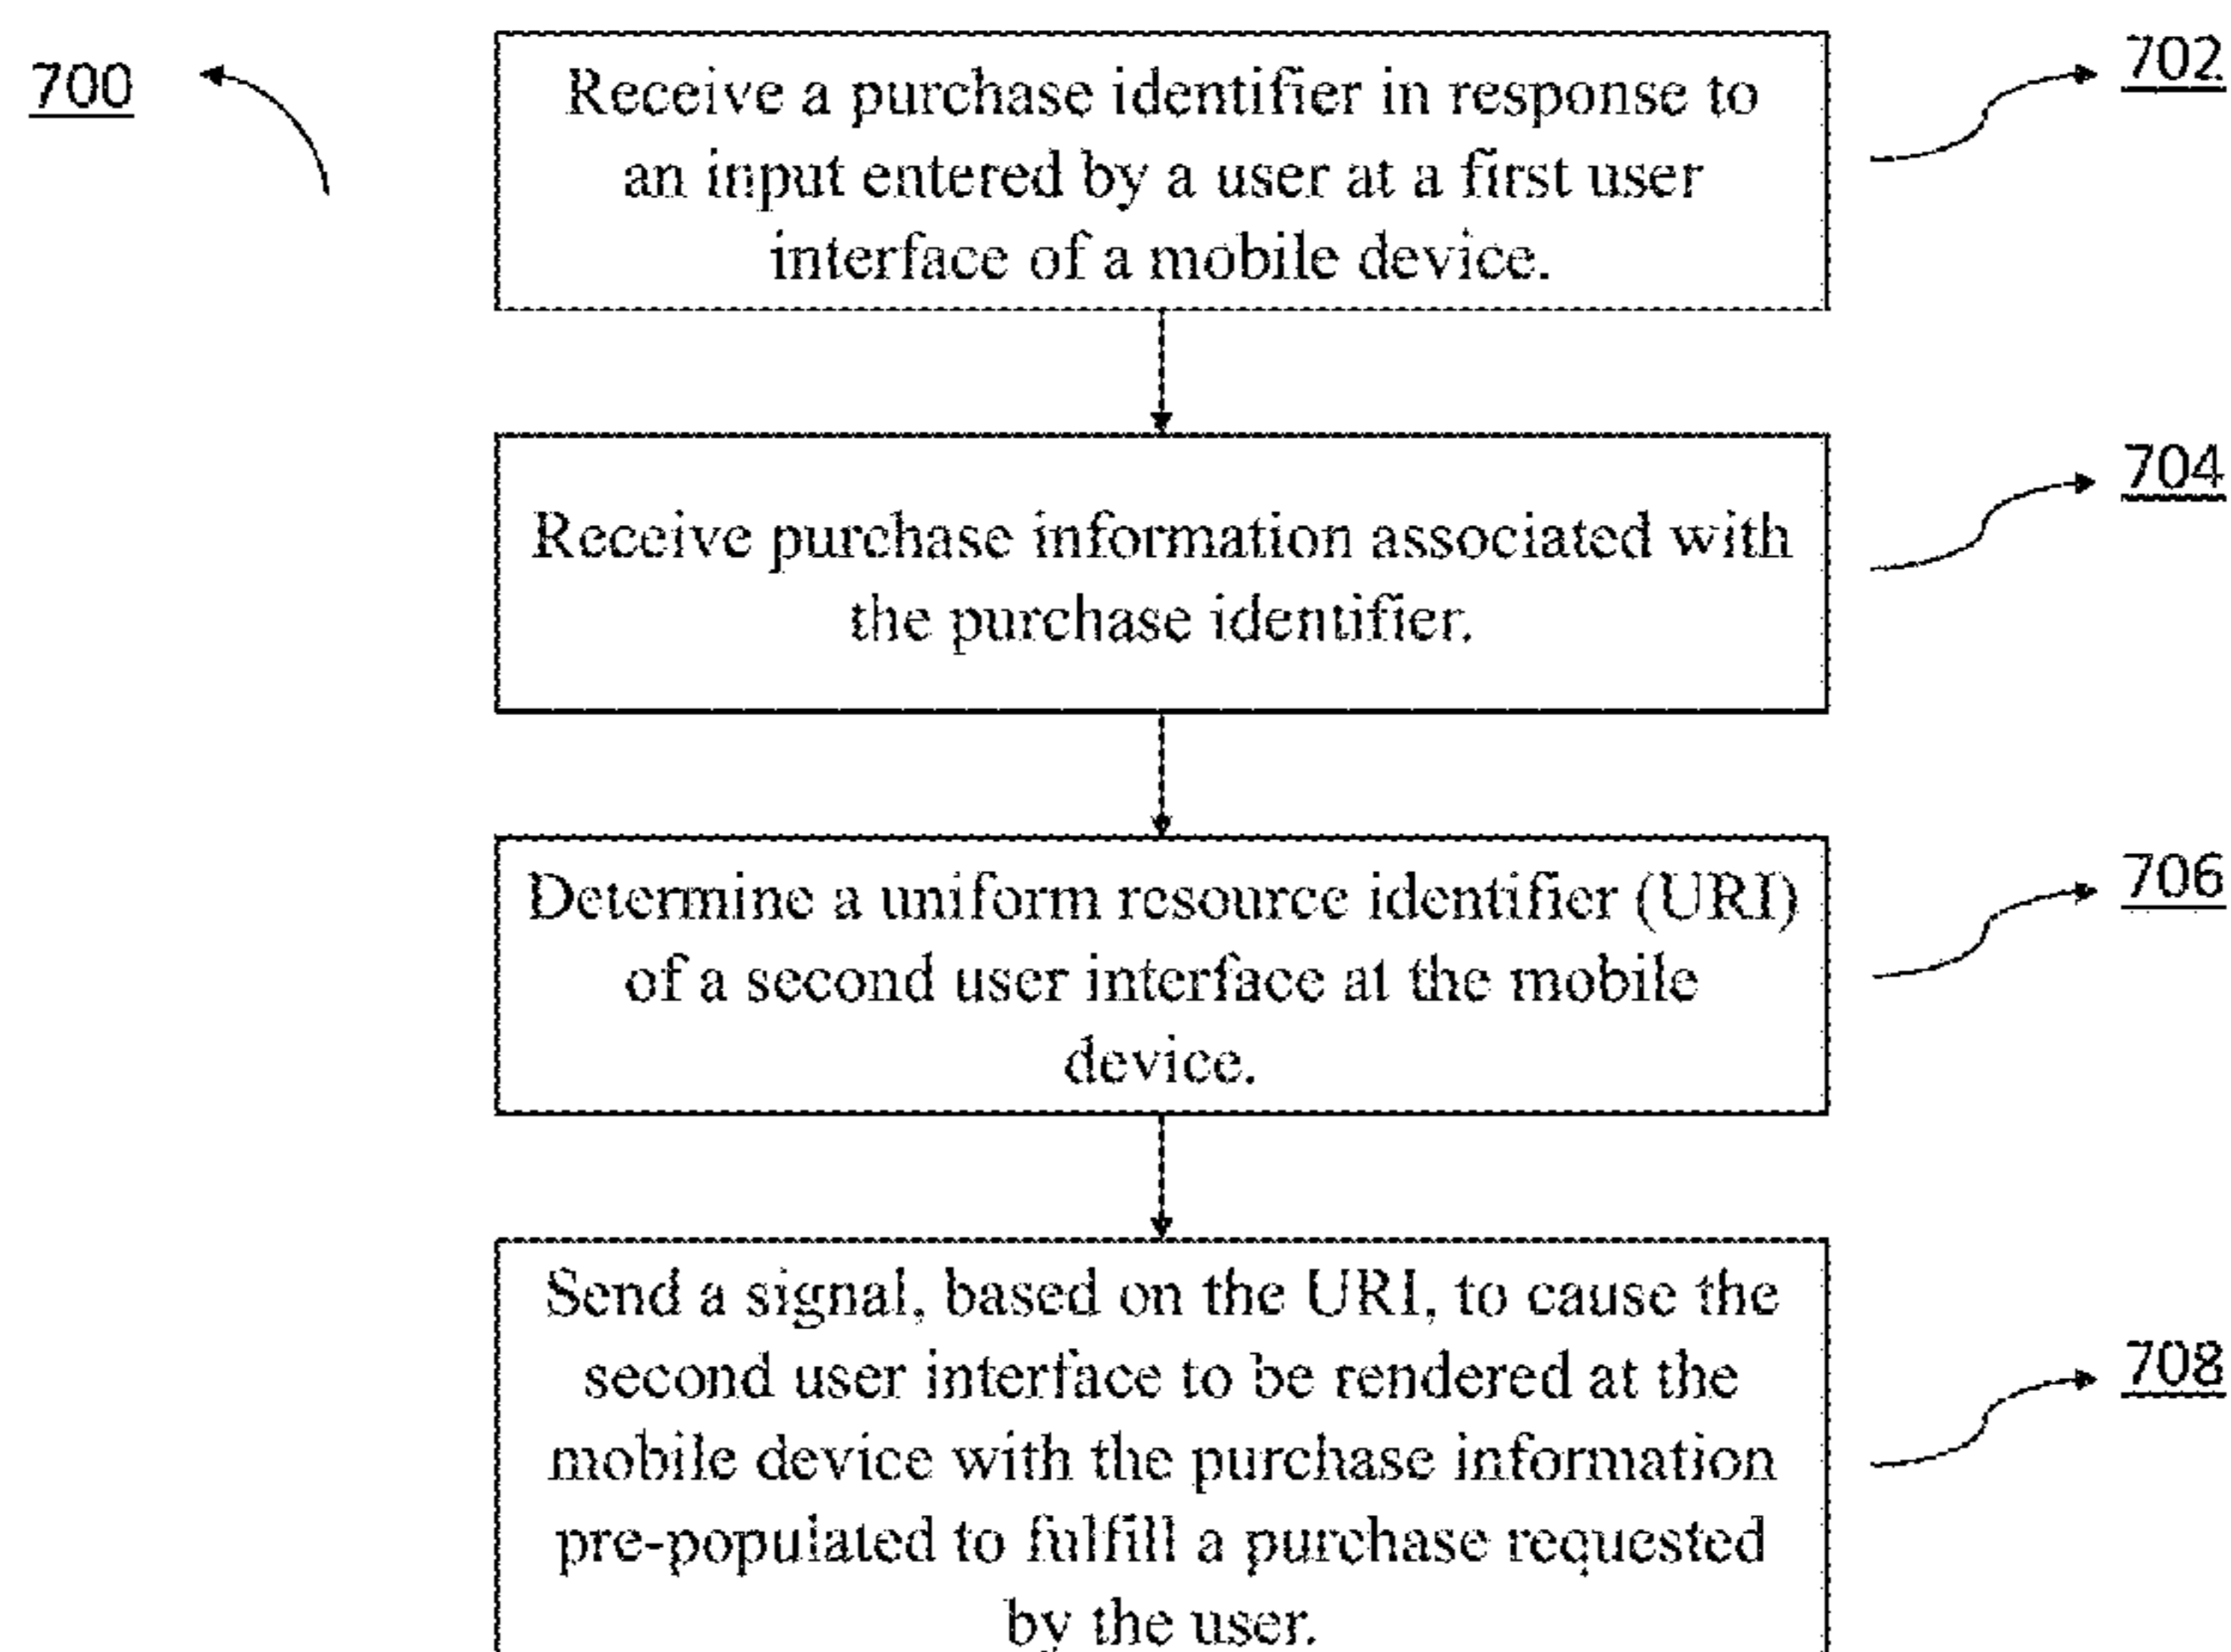 700
Receive a purchase identifier in response to
an input entered by a user at a first user
interface of a mobile device.
702
Receive purchase information associated with
the purchase identifier.
704
Determine a uniform resource identifier (URI)
of a second user interface at the mobile
device.
706
Send a signal, based on the URI, to cause the
second user interface to be rendered at the
mobile device with the purchase information
pre-populated to fulfill a purchase requested
by the user.
708